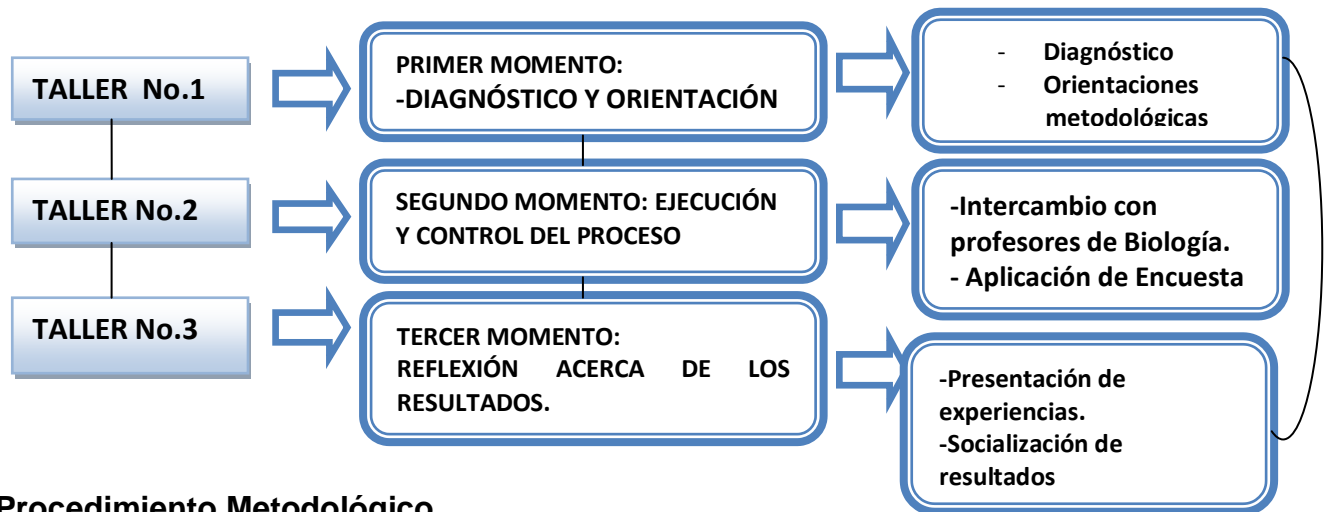 TALLER No.1
PRIMER MOMENTO:
-DIAGNÓSTICO Y ORIENTACIÓN
- Diagnóstico
- Orientaciones
metodológicas
TALLER No.2
SEGUNDO MOMENTO: EJECUCIÓN
Y CONTROL DEL PROCESO
-Intercambio con
profesores de Biología.
- Aplicación de Encuesta
TALLER No.3
TERCER MOMENTO:
REFLEXIÓN ACERCA DE LOS
RESULTADOS.
-Presentación de
experiencias.
-Socialización de
resultados
Procedimiento Metodológico